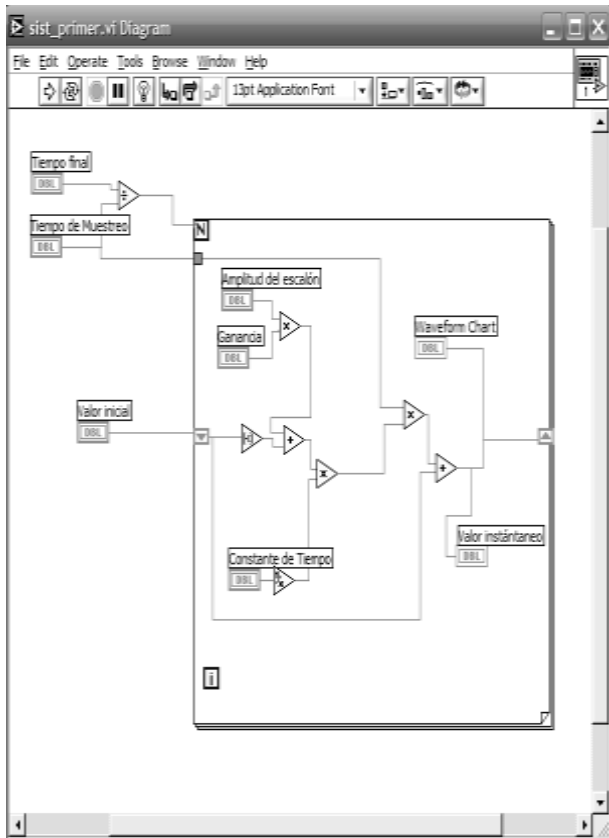 sist_primer.vi Diagram
File Edit Operate Tools Browse Window Help
13pt Application Font
1
Tiempo final
DBL
Tiempo de Muestreo
DBL
N
Amplitud del escalón
DBL
Ganancia
DBL
Waveform Chart
DBL
Valor inicial
DBL
Constante de Tiempo
DBL
Valor instántaneo
DBL
i